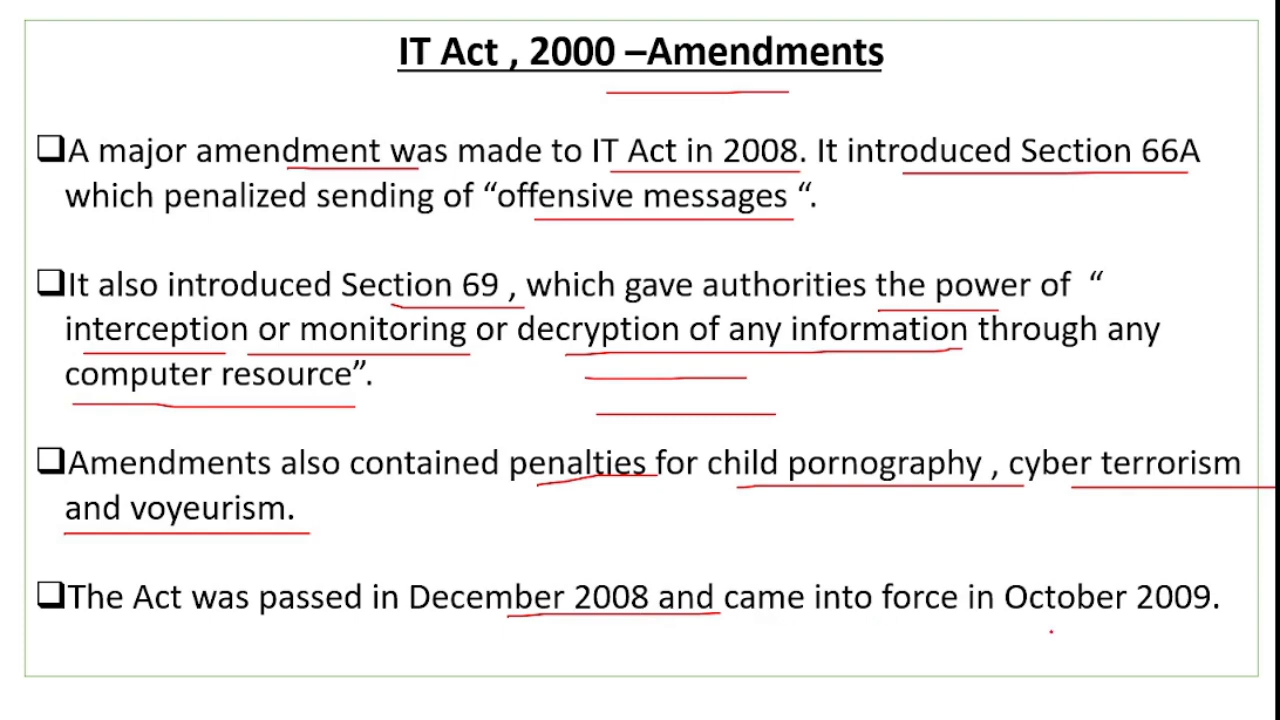 IT Act , 2000 –Amendments
❑A major amendment was made to IT Act in 2008. It introduced Section 66A
which penalized sending of “offensive messages “.
❑It also introduced Section 69 , which gave authorities the power of “
interception or monitoring or decryption of any information through any
computer resource”.
❑Amendments also contained penalties for child pornography , cyber terrorism
and voyeurism.
❑The Act was passed in December 2008 and came into force in October 2009.